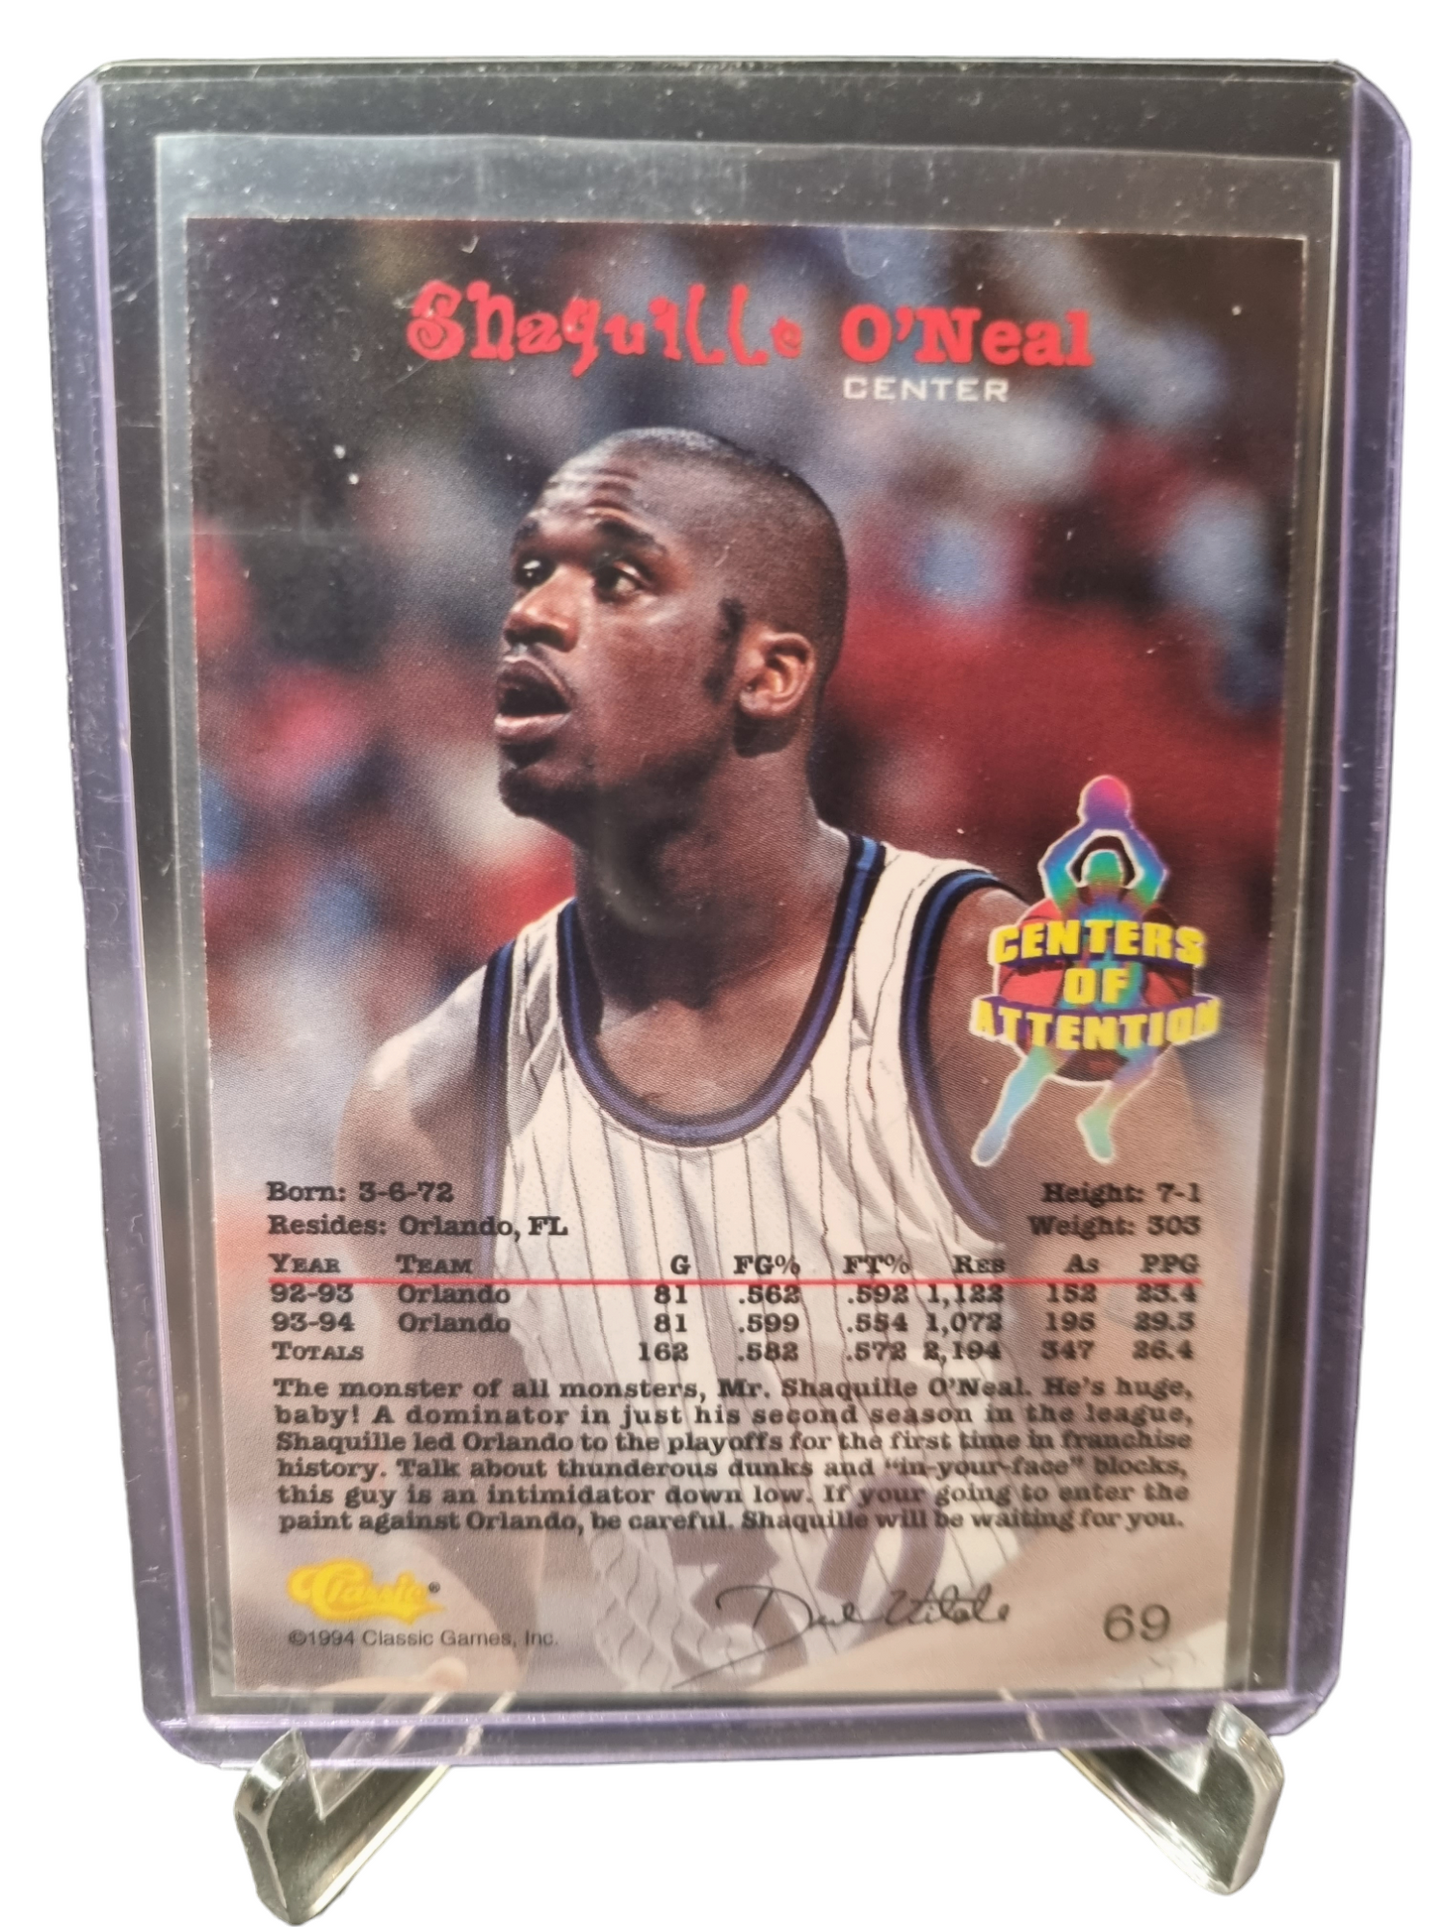 Shaquille O'Neal
CENTER
CENTERS
OF
ATTENTION
Born: 3-6-72 Height: 7-1
Resides: Orlando, FL Weight: 303
YEAR TEAM G FG% FT% REB AS PPG
92-93 Orlando 81 .562 .592 1,122 152 23.4
93-94 Orlando 81 .599 .554 1,072 195 29.3
TOTALS 162 .582 .572 2,194 347 26.4
The monster of all monsters, Mr. Shaquille O'Neal. He's huge,
baby! A dominator in just his second season in the league,
Shaquille led Orlando to the playoffs for the first time in franchise
history. Talk about thunderous dunks and "in-your-face" blocks,
this guy is an intimidator down low. If your going to enter the
paint against Orlando, be careful. Shaquille will be waiting for you.
30
Classic®
Dick Vitale
69
©1994 Classic Games, Inc.